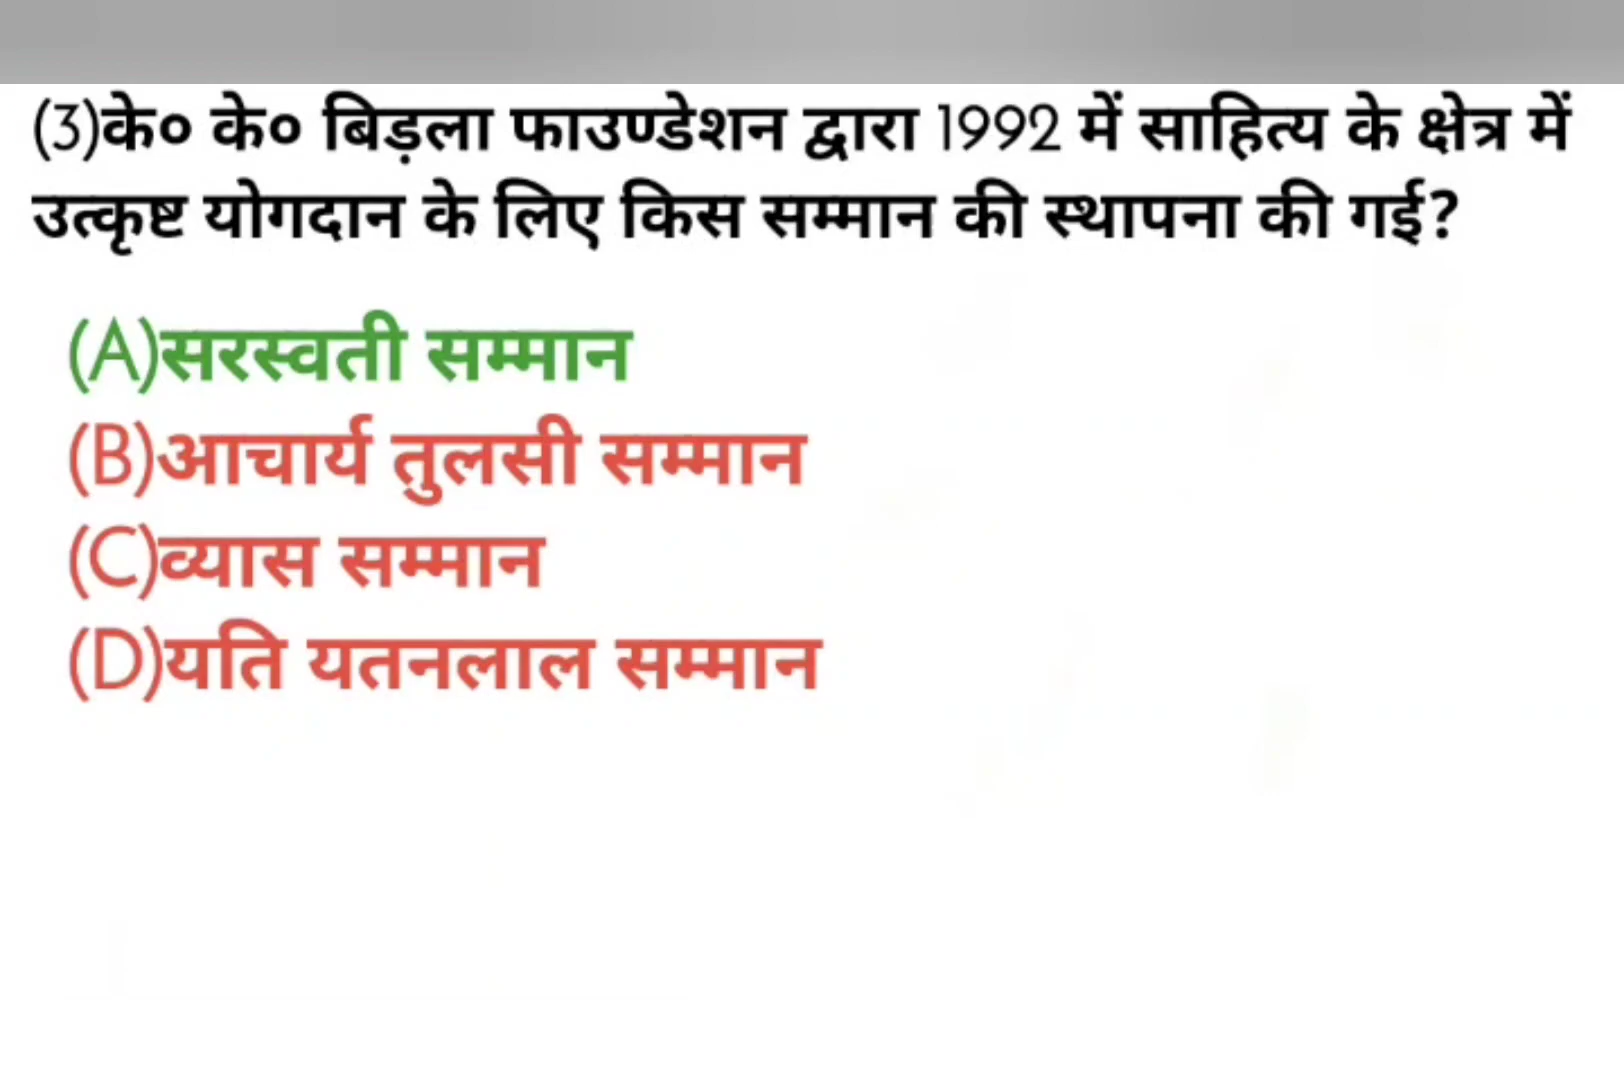 (3)के० के० बिड़ला फाउण्डेशन द्वारा 1992 में साहित्य के क्षेत्र में
उत्कृष्ट योगदान के लिए किस सम्मान की स्थापना की गई?
(A)सरस्वती सम्मान
(B)आचार्य तुलसी सम्मान
(C)व्यास सम्मान
(D)यति यतनलाल सम्मान